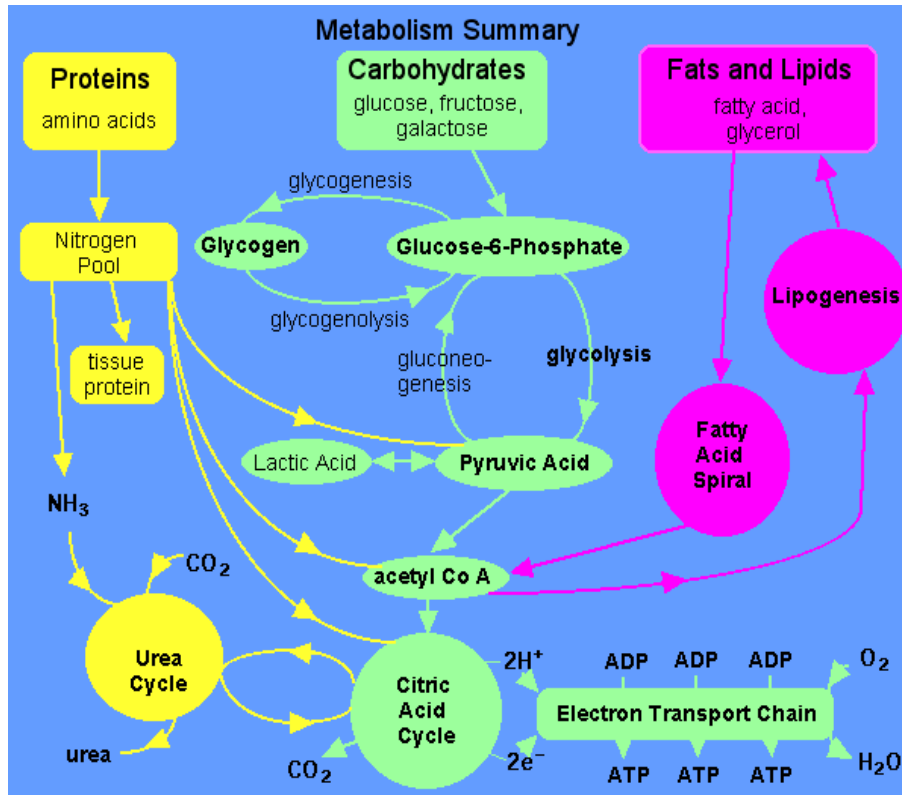 Metabolism Summary
Proteins
amino acids
Carbohydrates
glucose, fructose,
galactose
Fats and Lipids
fatty acid,
glycerol
glycogenesis
Nitrogen
Pool
Glycogen
Glucose-6-Phosphate
Lipogenesis
glycogenolysis
tissue
protein
gluconeo-
genesis
glycolysis
Fatty
Acid
Spiral
Lactic Acid
Pyruvic Acid
NH₃
CO₂
acetyl Co A
Urea
Cycle
Citric
Acid
Cycle
2H⁺
ADP ADP ADP
O₂
Electron Transport Chain
urea
CO₂
2e⁻
ATP ATP ATP
H₂O